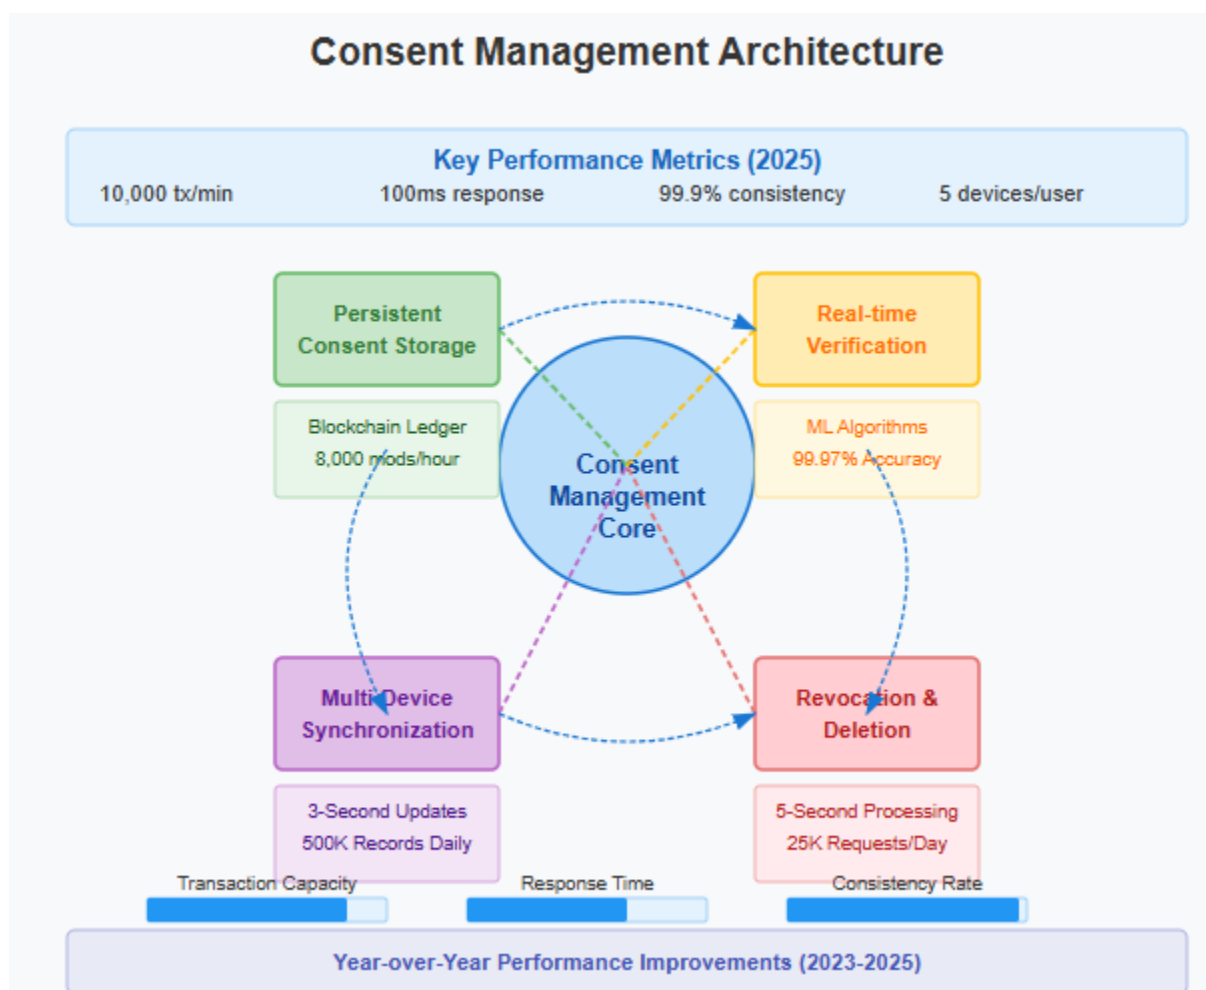 Consent Management Architecture
Key Performance Metrics (2025)
10,000 tx/min 100ms response 99.9% consistency 5 devices/user
Persistent
Consent Storage
Real-time
Verification
Blockchain Ledger
8,000 mods/hour
ML Algorithms
99.97% Accuracy
Consent
Management
Core
Multi-Device
Synchronization
Revocation &
Deletion
3-Second Updates
500K Records Daily
5-Second Processing
25K Requests/Day
Transaction Capacity
Response Time
Consistency Rate
Year-over-Year Performance Improvements (2023-2025)